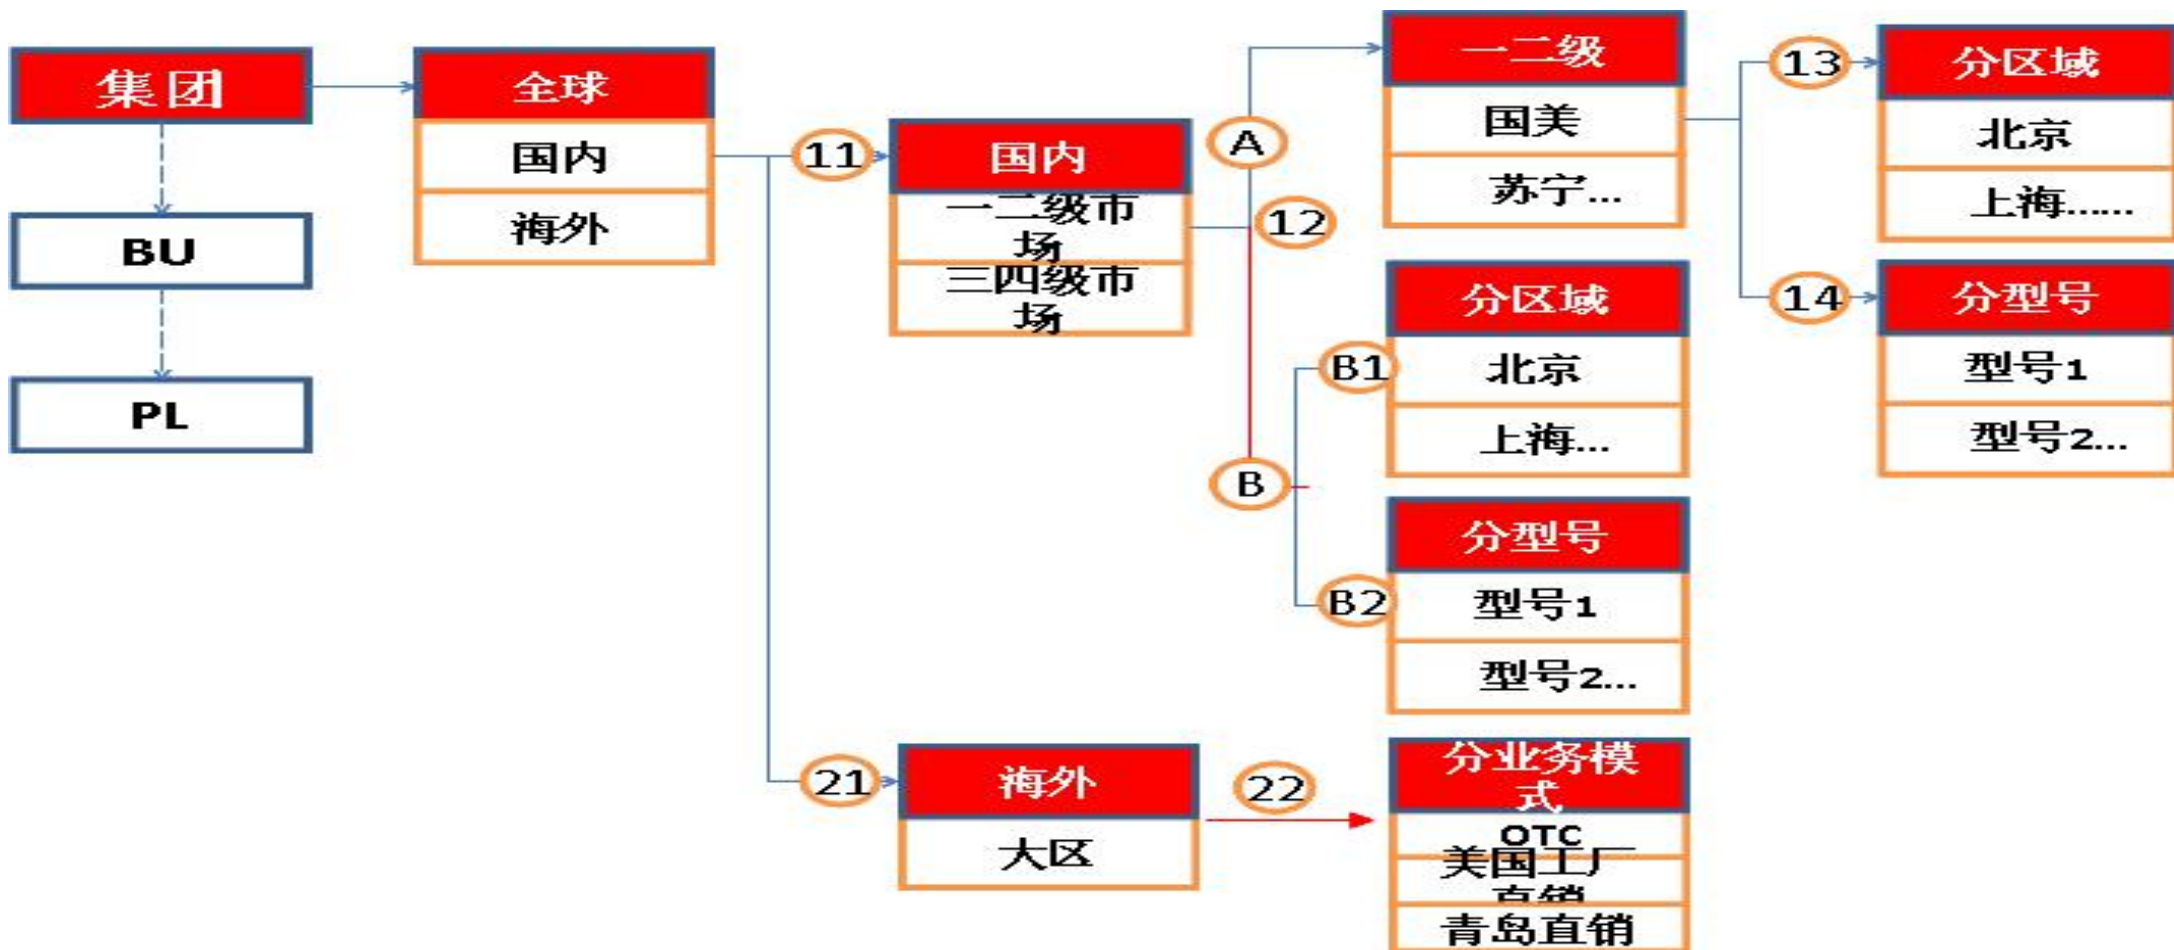 集团
BU
PL
全球
国内
海外
11
国内
一二级市
场
三四级市
场
A
12
B
一二级
国美
苏宁...
13
分区域
北京
上海......
14
分型号
型号1
型号2...
B1
分区域
北京
上海...
B2
分型号
型号1
型号2...
21
海外
大区
22
分业务模
式
OTC
美国工厂
直销
青岛直销